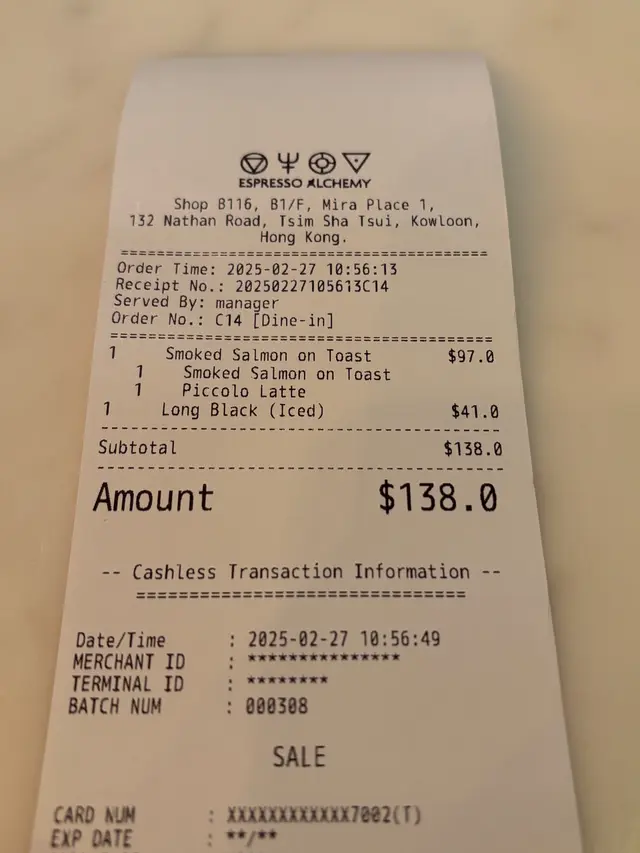 ESPRESSO ALCHEMY
Shop B116, B1/F, Mira Place 1,
132 Nathan Road, Tsim Sha Tsui, Kowloon,
Hong Kong.
========================================
Order Time: 2025-02-27 10:56:13
Receipt No.: 20250227105613C14
Served By: manager
Order No.: C14 [Dine-in]
========================================
1 Smoked Salmon on Toast $97.0
1 Smoked Salmon on Toast
1 Piccolo Latte
1 Long Black (Iced) $41.0
----------------------------------------
Subtotal $138.0
----------------------------------------
Amount $138.0
-- Cashless Transaction Information --
==============================
Date/Time : 2025-02-27 10:56:49
MERCHANT ID : ***************
TERMINAL ID : ********
BATCH NUM : 000308
SALE
CARD NUM : XXXXXXXXXXXX7002(T)
EXP DATE : **/**